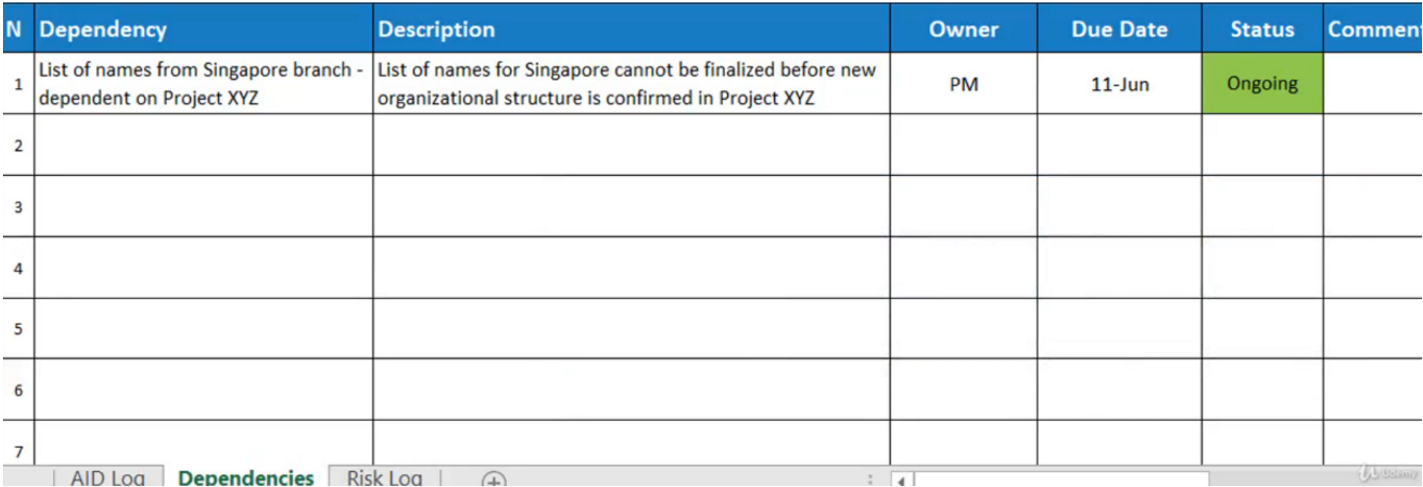 N Dependency Description Owner Due Date Status Commen
List of names from Singapore branch - List of names for Singapore cannot be finalized before new
1 dependent on Project XYZ organizational structure is confirmed in Project XYZ PM 11-Jun Ongoing
2
3
4
5
6
7
AID Log Dependencies Risk Log
Udemy